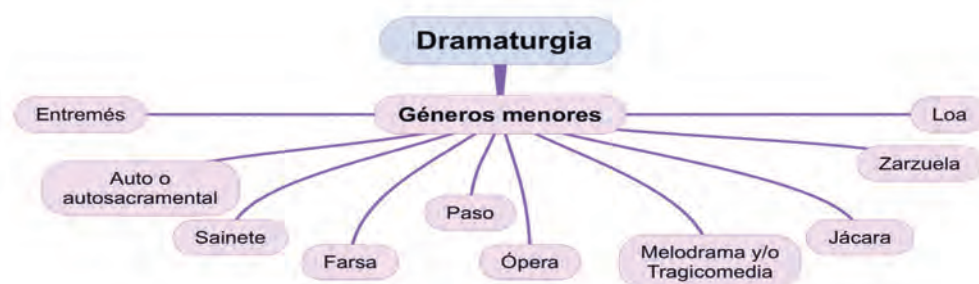 Dramaturgia
Entremés
Géneros menores
Loa
Auto o
autosacramental
Zarzuela
Sainete
Paso
Jácara
Farsa
Ópera
Melodrama y/o
Tragicomedia